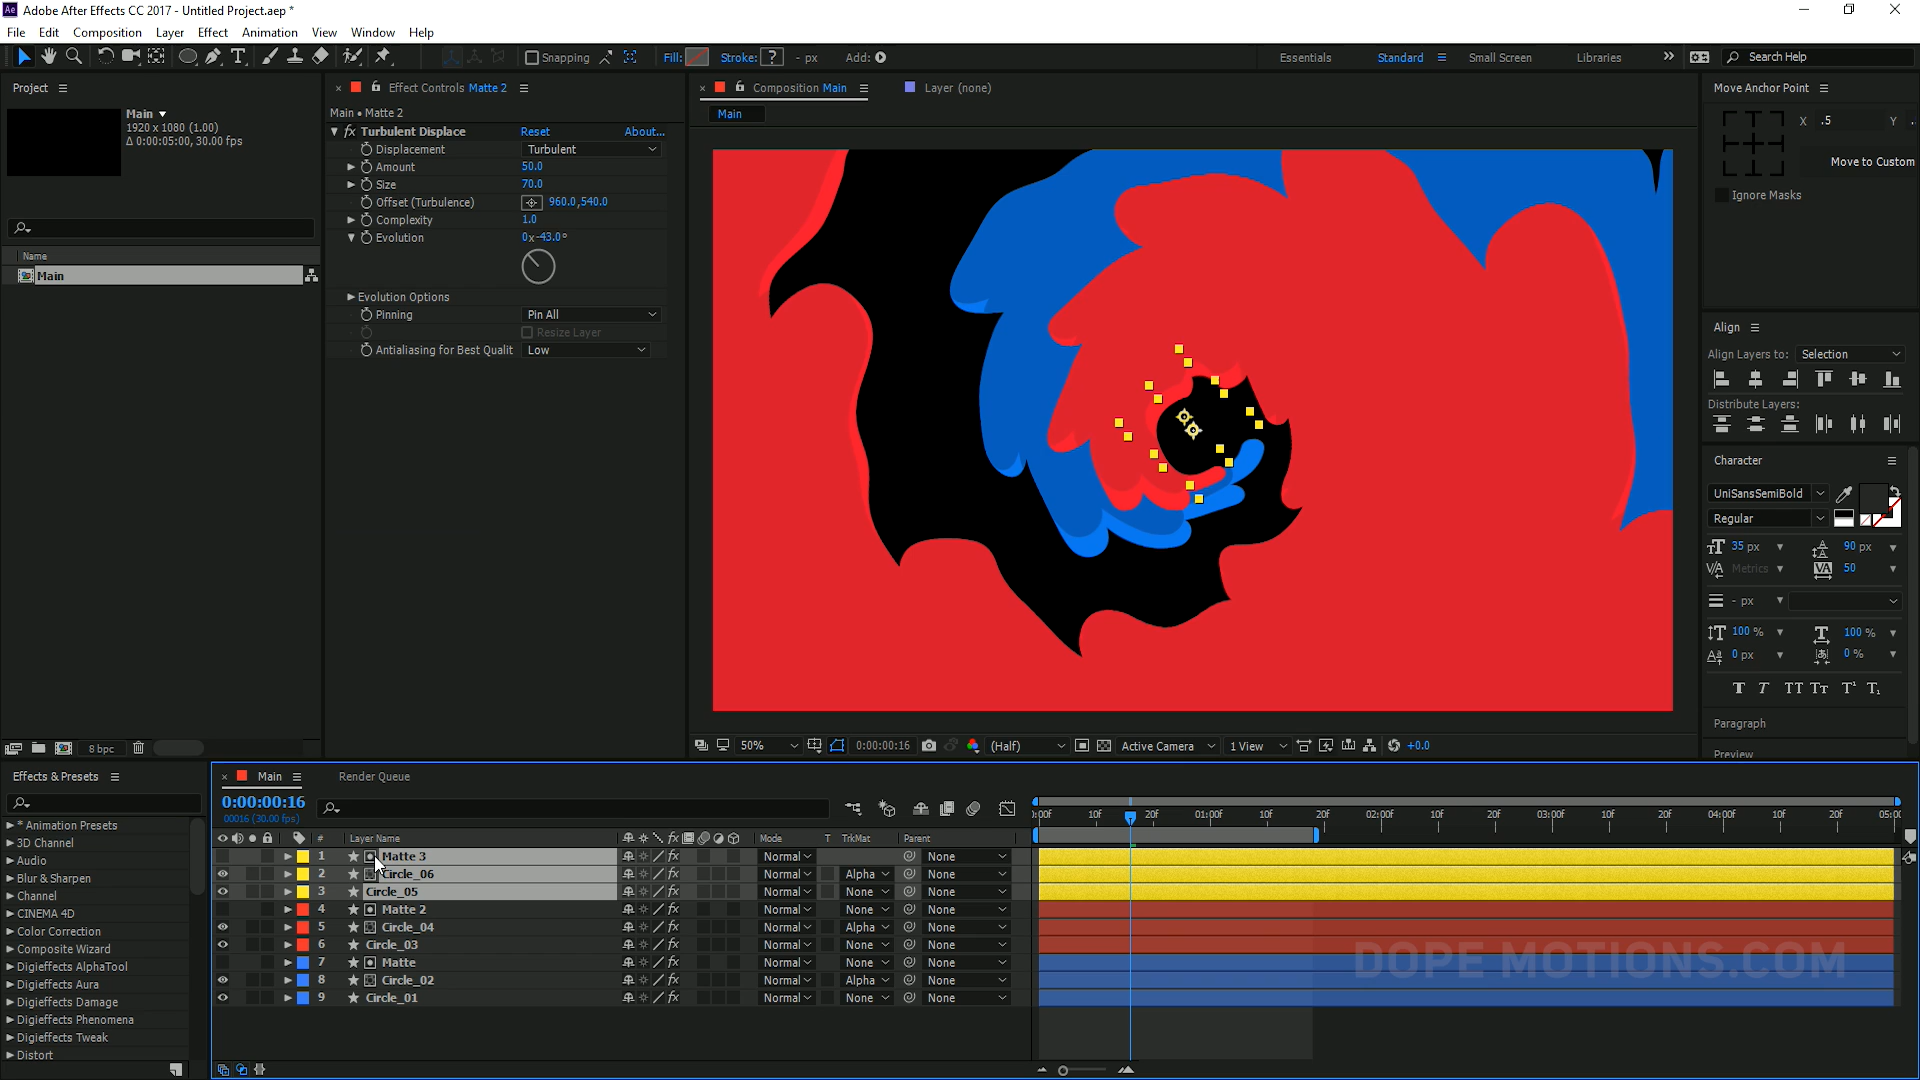 Adobe After Effects CC 2017 - Untitled Project.aep *
File Edit Composition Layer Effect Animation View Window Help
Snapping Fill: Stroke: ? - px Add: Essentials Standard Small Screen Libraries Search Help
Project
Main
1920 x 1080 (1.00)
Δ 0:00:05:00, 30.00 fps
Name
Main
8 bpc
Effect Controls Matte 2
Main • Matte 2
fx Turbulent Displace Reset About...
Displacement Turbulent
Amount 50.0
Size 70.0
Offset (Turbulence) 960.0,540.0
Complexity 1.0
Evolution 0x-43.0°
Evolution Options
Pinning Pin All
Resize Layer
Antialiasing for Best Qualit Low
Composition Main Layer (none)
Main
50% 0:00:00:16 (Half) Active Camera 1 View +0.0
Move Anchor Point
X .5 Y .
Move to Custom
Ignore Masks
Align
Align Layers to: Selection
Distribute Layers:
Character
UniSansSemiBold
Regular
35 px 90 px
Metrics 50
- px
100 % 100 %
0 px 0 %
Paragraph
Preview
Effects & Presets
* Animation Presets
3D Channel
Audio
Blur & Sharpen
Channel
CINEMA 4D
Color Correction
Composite Wizard
Digieffects AlphaTool
Digieffects Aura
Digieffects Damage
Digieffects Phenomena
Digieffects Tweak
Distort
Main Render Queue
0:00:00:16
00016 (30.00 fps)
# Layer Name fx Mode T TrkMat Parent
:00f 10f 20f 01:00f 10f 20f 02:00f 10f 20f 03:00f 10f 20f 04:00f 10f 20f 05:00
1 Matte 3 fx Normal None
2 Circle_06 fx Normal Alpha None
3 Circle_05 fx Normal None None
4 Matte 2 fx Normal None None
5 Circle_04 fx Normal Alpha None
6 Circle_03 fx Normal None None
7 Matte fx Normal None None
8 Circle_02 fx Normal Alpha None
9 Circle_01 fx Normal None None
DOPE MOTIONS.COM